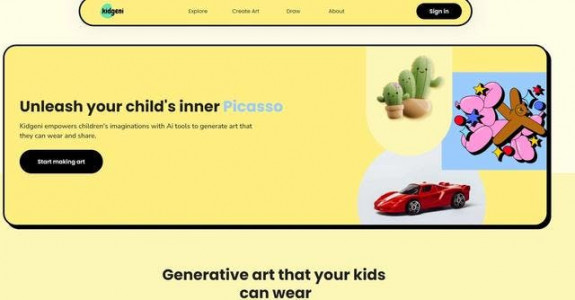 kidgeni
Explore
Create Art
Draw
About
Sign in
Unleash your child's inner Picasso
Kidgeni empowers children's imaginations with Ai tools to generate art that
they can wear and share.
Start making art
Generative art that your kids
can wear